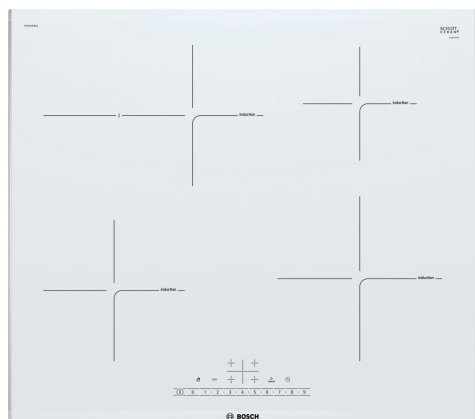 SCHOTT
CERAN®
induction
induction
induction
induction
0 · 1 · 2 · 3 · 4 · 5 · 6 · 7 · 8 · 9
BOSCH